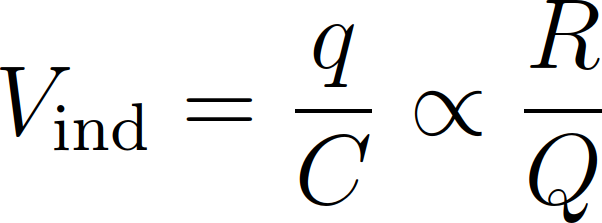 V_ind = q/C ∝ R/Q